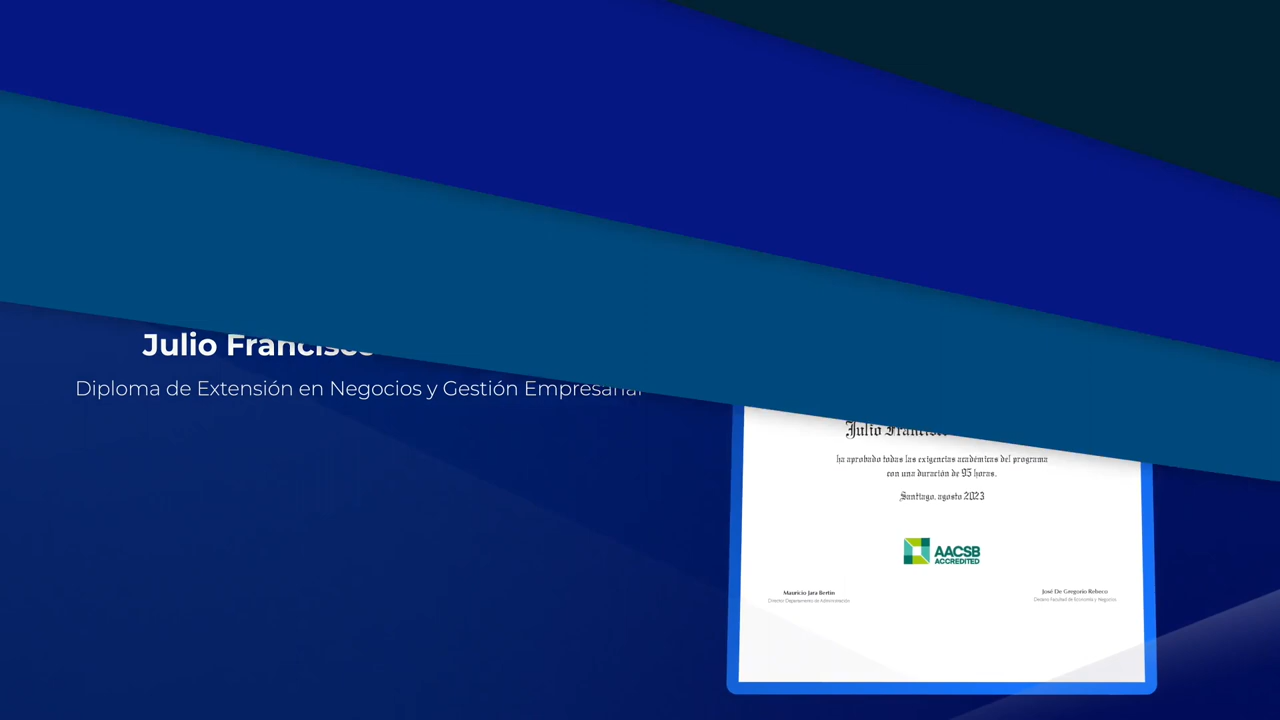 Julio Francisco
Diploma de Extensión en Negocios y Gestión Empresarial
Julio Francisco
ha aprobado todas las exigencias académicas del programa
con una duración de 95 horas.
Santiago, agosto 2023
AACSB
ACCREDITED
Mauricio Jara Bertin
Director Departamento de Administración
José De Gregorio Rebeco
Decano Facultad de Economía y Negocios